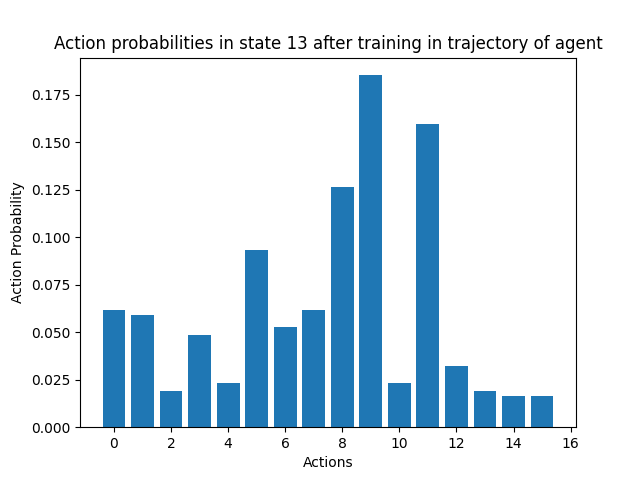 Action probabilities in state 13 after training in trajectory of agent
0.175
0.150
0.125
0.100
0.075
0.050
0.025
0.000
Action Probability
0 2 4 6 8 10 12 14 16
Actions